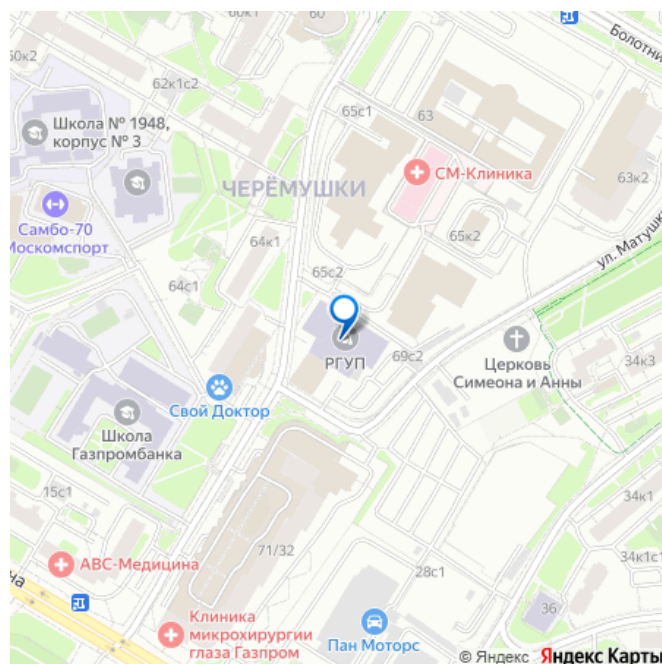 60к1
60
60к2
Болотни
62к1с2
65с1
63
Школа № 1948,
корпус № 3
СМ-Клиника
63к2
ЧЕРЁМУШКИ
Самбо-70
Москомспорт
64к1
65к2
ул. Матушк
65с2
64с1
РГУП
69с2
Церковь
Симеона и Анны
34к3
Свой Доктор
Школа
Газпромбанка
15с1
34к1
71/32
АВС-Медицина
28с1
34к1с1
на
36
Клиника
микрохирургии
глаза Газпром
Пан Моторс
© Яндекс Яндекс Карты